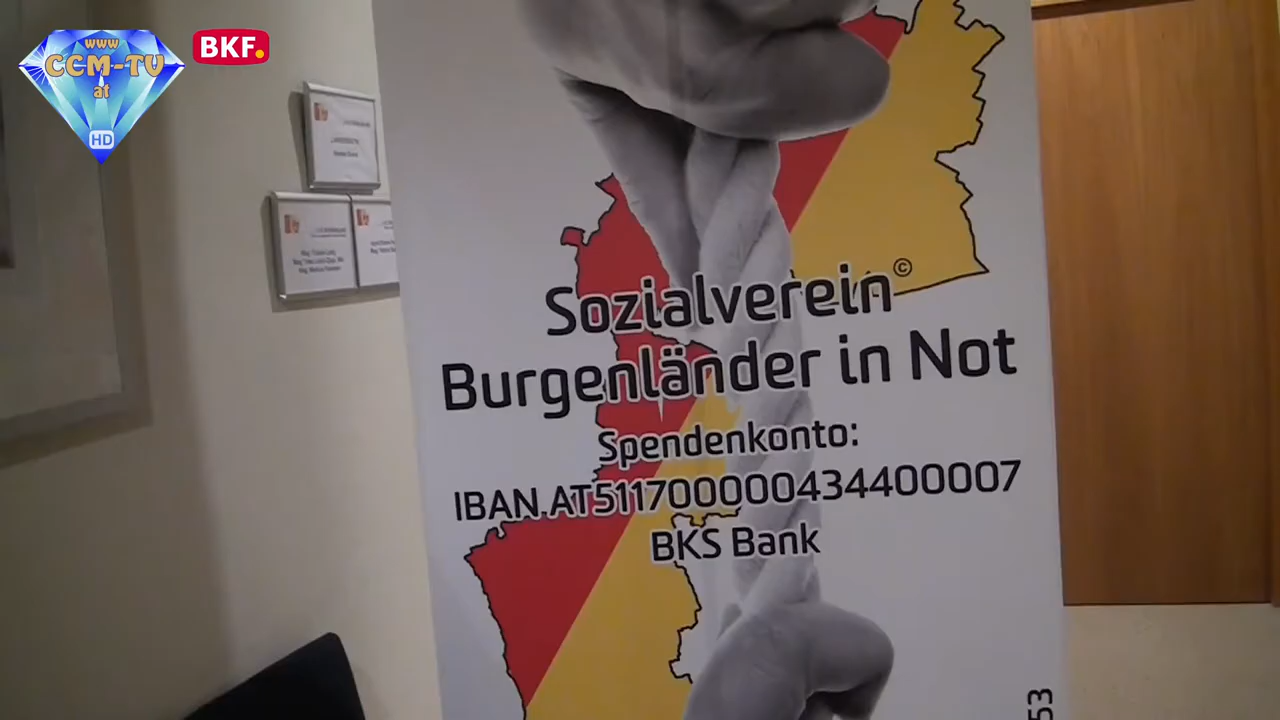 www
CCM-TV
at
HD
BKF.
Sozialverein©
Burgenländer in Not
Spendenkonto:
IBAN.AT511700000434400007
BKS Bank
53